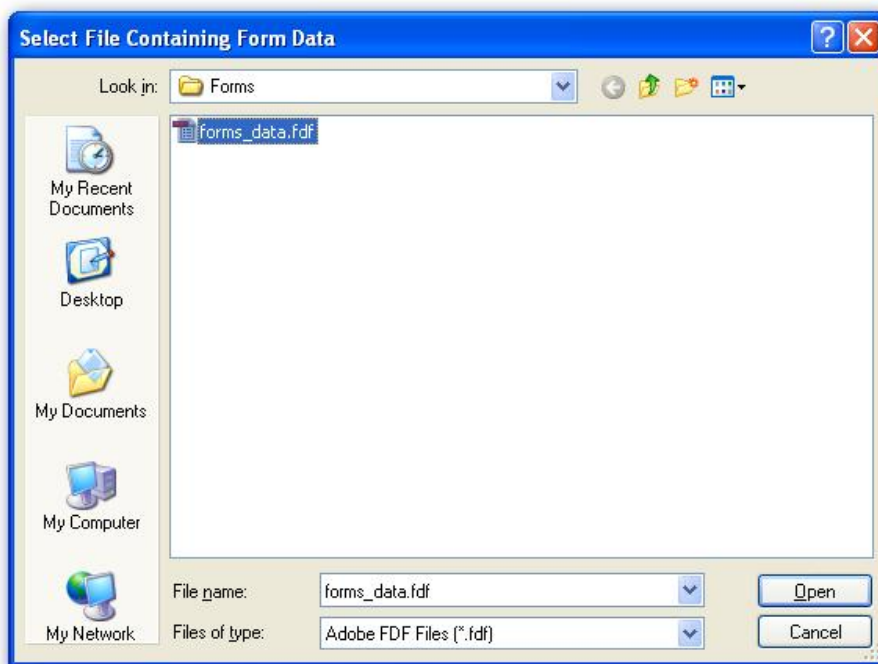 Select File Containing Form Data
Look in:
Forms
forms_data.fdf
My Recent
Documents
Desktop
My Documents
My Computer
My Network
File name:
forms_data.fdf
Open
Files of type:
Adobe FDF Files (*.fdf)
Cancel